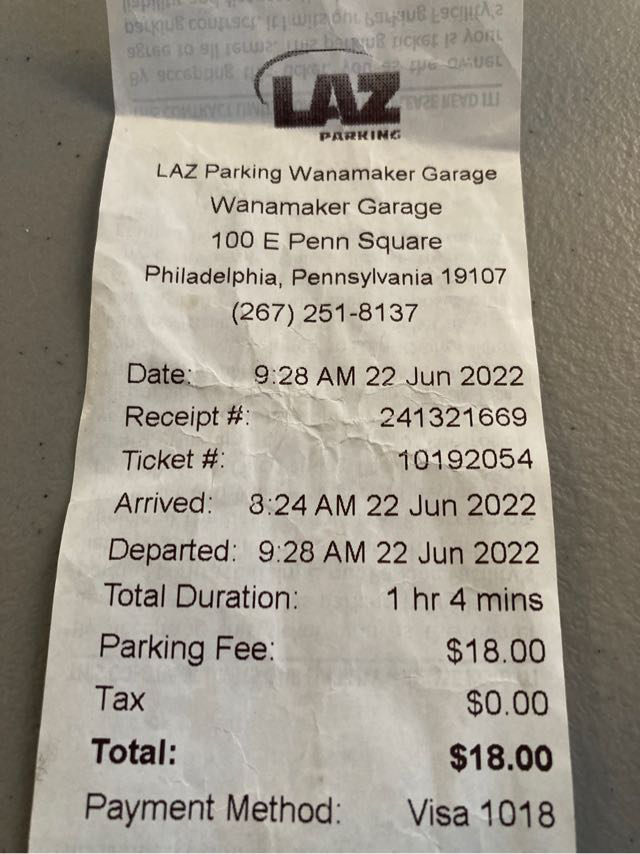 LAZ
PARKING
LAZ Parking Wanamaker Garage
Wanamaker Garage
100 E Penn Square
Philadelphia, Pennsylvania 19107
(267) 251-8137
Date: 9:28 AM 22 Jun 2022
Receipt #: 241321669
Ticket #: 10192054
Arrived: 8:24 AM 22 Jun 2022
Departed: 9:28 AM 22 Jun 2022
Total Duration: 1 hr 4 mins
Parking Fee: $18.00
Tax $0.00
Total: $18.00
Payment Method: Visa 1018